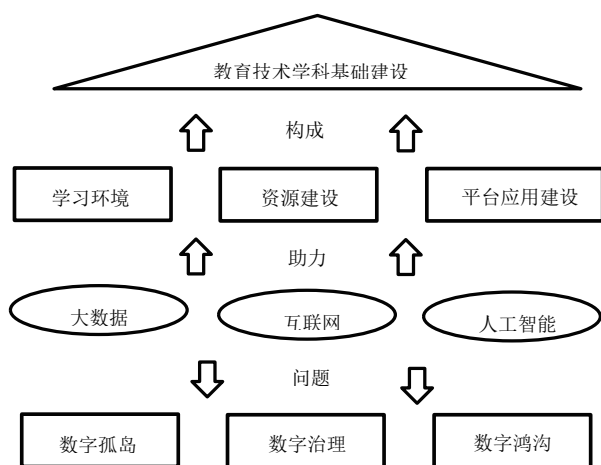 教育技术学科基础建设
构成
学习环境 资源建设 平台应用建设
助力
大数据 互联网 人工智能
问题
数字孤岛 数字治理 数字鸿沟